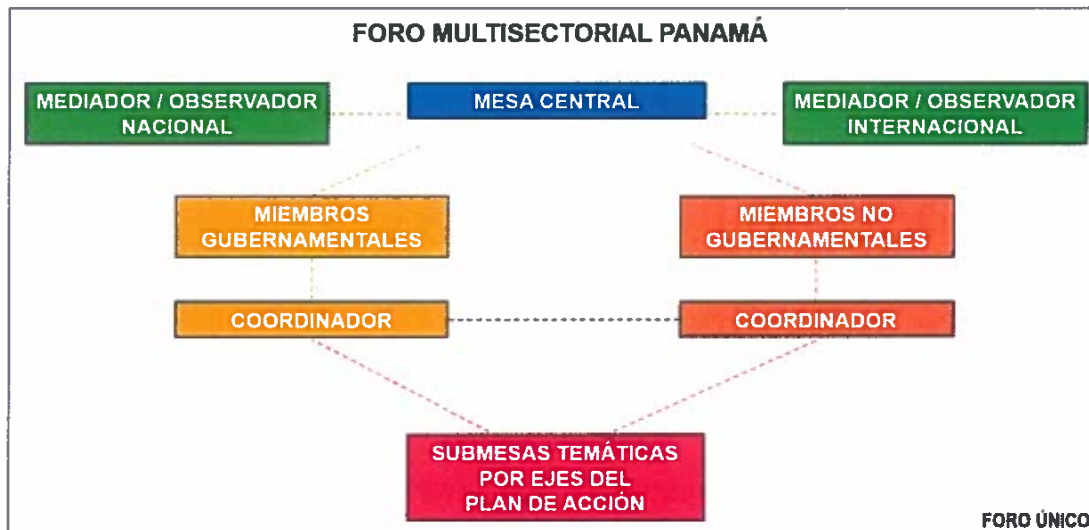 FORO MULTISECTORIAL PANAMÁ
MEDIADOR / OBSERVADOR
NACIONAL
MESA CENTRAL
MEDIADOR / OBSERVADOR
INTERNACIONAL
MIEMBROS
GUBERNAMENTALES
MIEMBROS NO
GUBERNAMENTALES
COORDINADOR
COORDINADOR
SUBMESAS TEMÁTICAS
POR EJES DEL
PLAN DE ACCIÓN
FORO ÚNICO